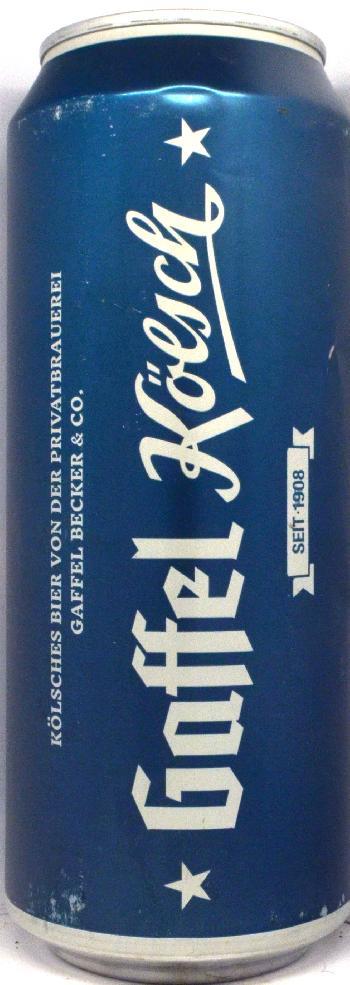 KÖLSCHES BIER VON DER PRIVATBRAUEREI
GAFFEL BECKER & CO.
Gaffel Kölsch
SEIT·1908